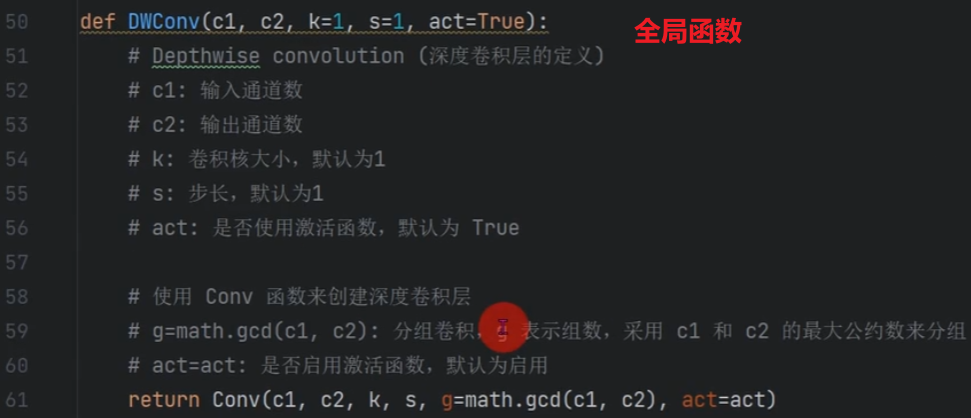 50 def DWConv(c1, c2, k=1, s=1, act=True):
全局函数
51 # Depthwise convolution (深度卷积层的定义)
52 # c1: 输入通道数
53 # c2: 输出通道数
54 # k: 卷积核大小，默认为1
55 # s: 步长，默认为1
56 # act: 是否使用激活函数，默认为 True
57
58 # 使用 Conv 函数来创建深度卷积层
59 # g=math.gcd(c1, c2): 分组卷积，g 表示组数，采用 c1 和 c2 的最大公约数来分组
60 # act=act: 是否启用激活函数，默认为启用
61 return Conv(c1, c2, k, s, g=math.gcd(c1, c2), act=act)